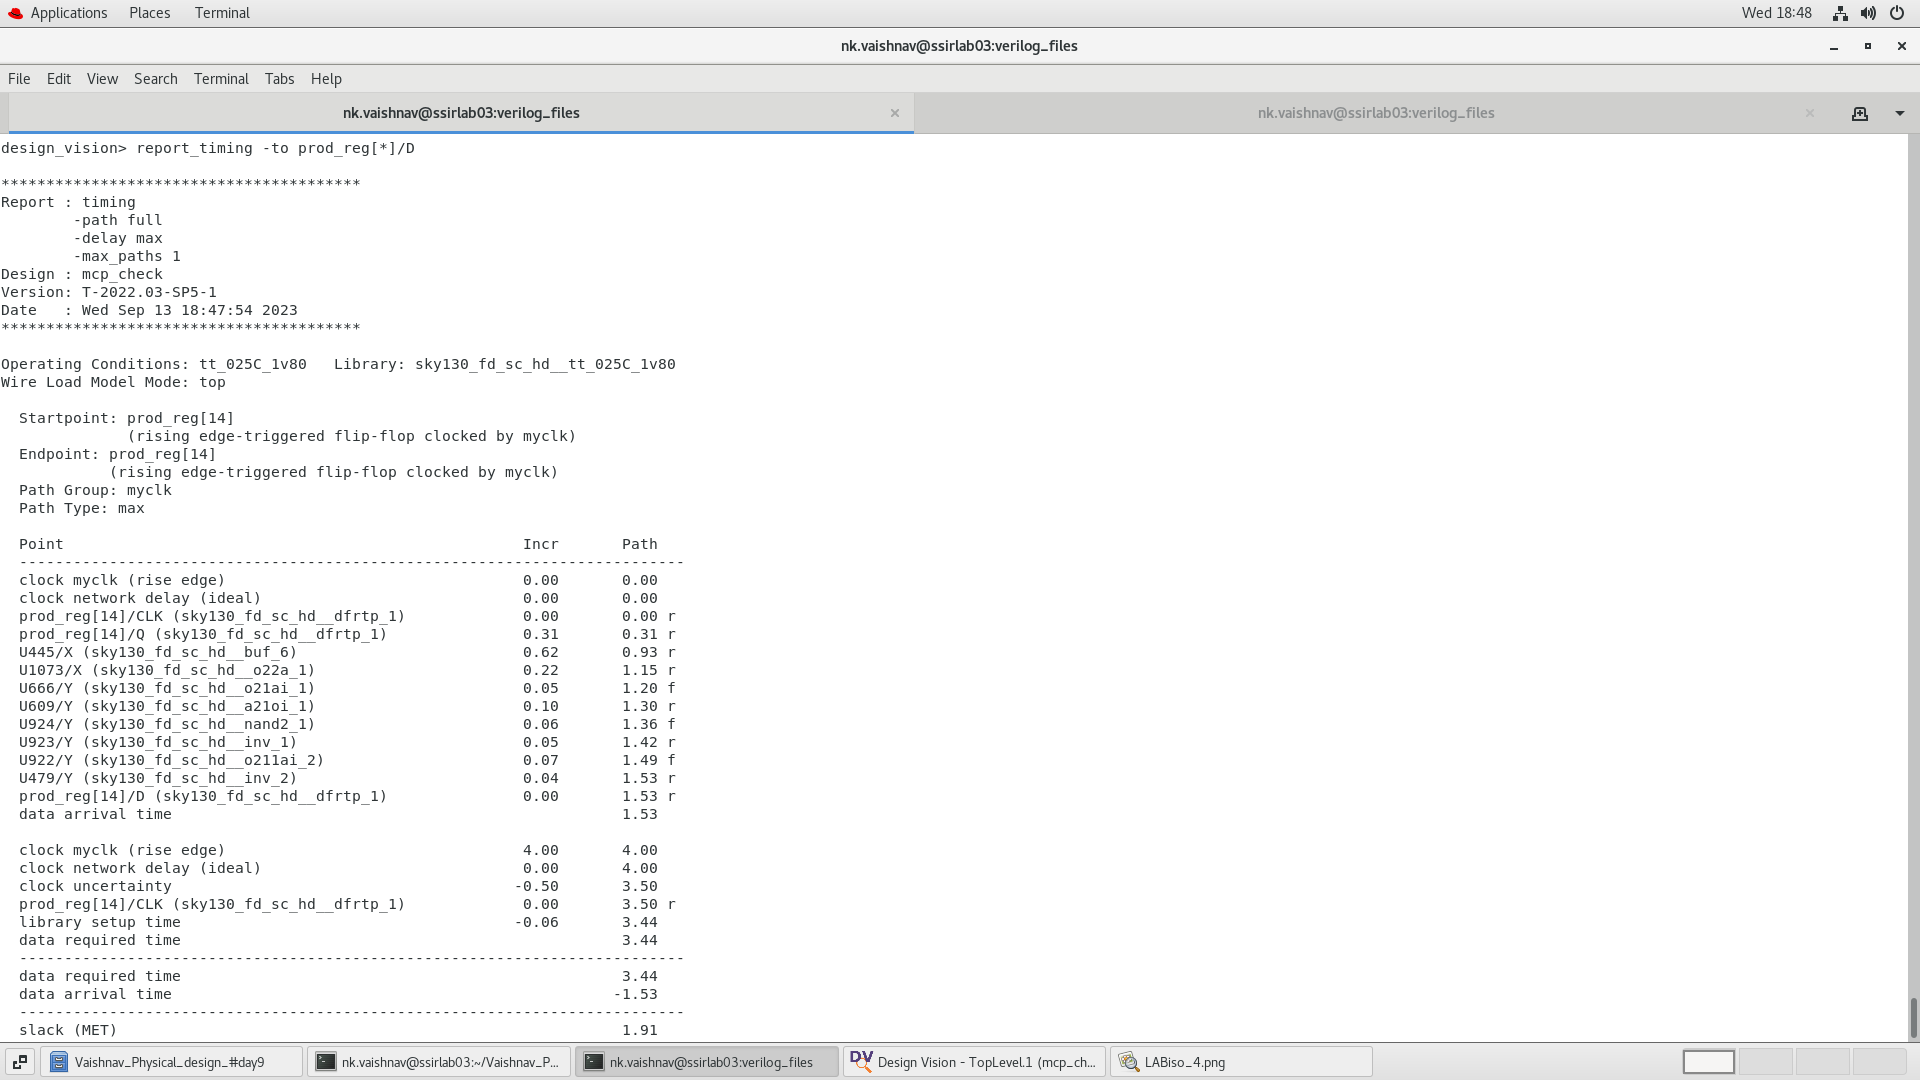 Applications Places Terminal Wed 18:48
nk.vaishnav@ssirlab03:verilog_files
File Edit View Search Terminal Tabs Help
nk.vaishnav@ssirlab03:verilog_files × nk.vaishnav@ssirlab03:verilog_files ×
design_vision> report_timing -to prod_reg[*]/D
****************************************
Report : timing
        -path full
        -delay max
        -max_paths 1
Design : mcp_check
Version: T-2022.03-SP5-1
Date   : Wed Sep 13 18:47:54 2023
****************************************
Operating Conditions: tt_025C_1v80   Library: sky130_fd_sc_hd__tt_025C_1v80
Wire Load Model Mode: top
  Startpoint: prod_reg[14]
              (rising edge-triggered flip-flop clocked by myclk)
  Endpoint: prod_reg[14]
            (rising edge-triggered flip-flop clocked by myclk)
  Path Group: myclk
  Path Type: max
  Point                                                   Incr       Path
  --------------------------------------------------------------------------
  clock myclk (rise edge)                                 0.00       0.00
  clock network delay (ideal)                             0.00       0.00
  prod_reg[14]/CLK (sky130_fd_sc_hd__dfrtp_1)             0.00       0.00 r
  prod_reg[14]/Q (sky130_fd_sc_hd__dfrtp_1)               0.31       0.31 r
  U445/X (sky130_fd_sc_hd__buf_6)                         0.62       0.93 r
  U1073/X (sky130_fd_sc_hd__o22a_1)                       0.22       1.15 r
  U666/Y (sky130_fd_sc_hd__o21ai_1)                       0.05       1.20 f
  U609/Y (sky130_fd_sc_hd__a21oi_1)                       0.10       1.30 r
  U924/Y (sky130_fd_sc_hd__nand2_1)                       0.06       1.36 f
  U923/Y (sky130_fd_sc_hd__inv_1)                         0.05       1.42 r
  U922/Y (sky130_fd_sc_hd__o211ai_2)                      0.07       1.49 f
  U479/Y (sky130_fd_sc_hd__inv_2)                         0.04       1.53 r
  prod_reg[14]/D (sky130_fd_sc_hd__dfrtp_1)               0.00       1.53 r
  data arrival time                                                  1.53
  clock myclk (rise edge)                                 4.00       4.00
  clock network delay (ideal)                             0.00       4.00
  clock uncertainty                                      -0.50       3.50
  prod_reg[14]/CLK (sky130_fd_sc_hd__dfrtp_1)             0.00       3.50 r
  library setup time                                     -0.06       3.44
  data required time                                                 3.44
  --------------------------------------------------------------------------
  data required time                                                 3.44
  data arrival time                                                 -1.53
  --------------------------------------------------------------------------
  slack (MET)                                                        1.91
Vaishnav_Physical_design_#day9 nk.vaishnav@ssirlab03:~/Vaishnav_P... nk.vaishnav@ssirlab03:verilog_files Design Vision - TopLevel.1 (mcp_ch... LABiso_4.png